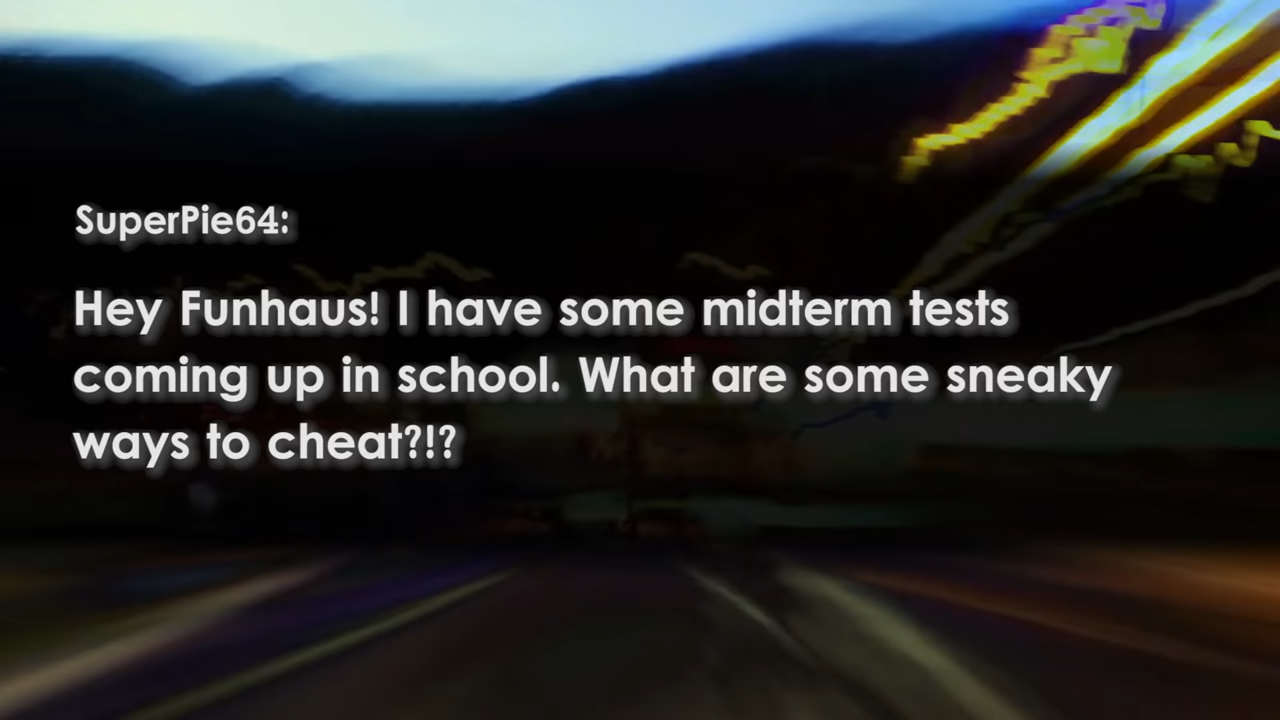 SuperPie64:
Hey Funhaus! I have some midterm tests
coming up in school. What are some sneaky
ways to cheat?!?